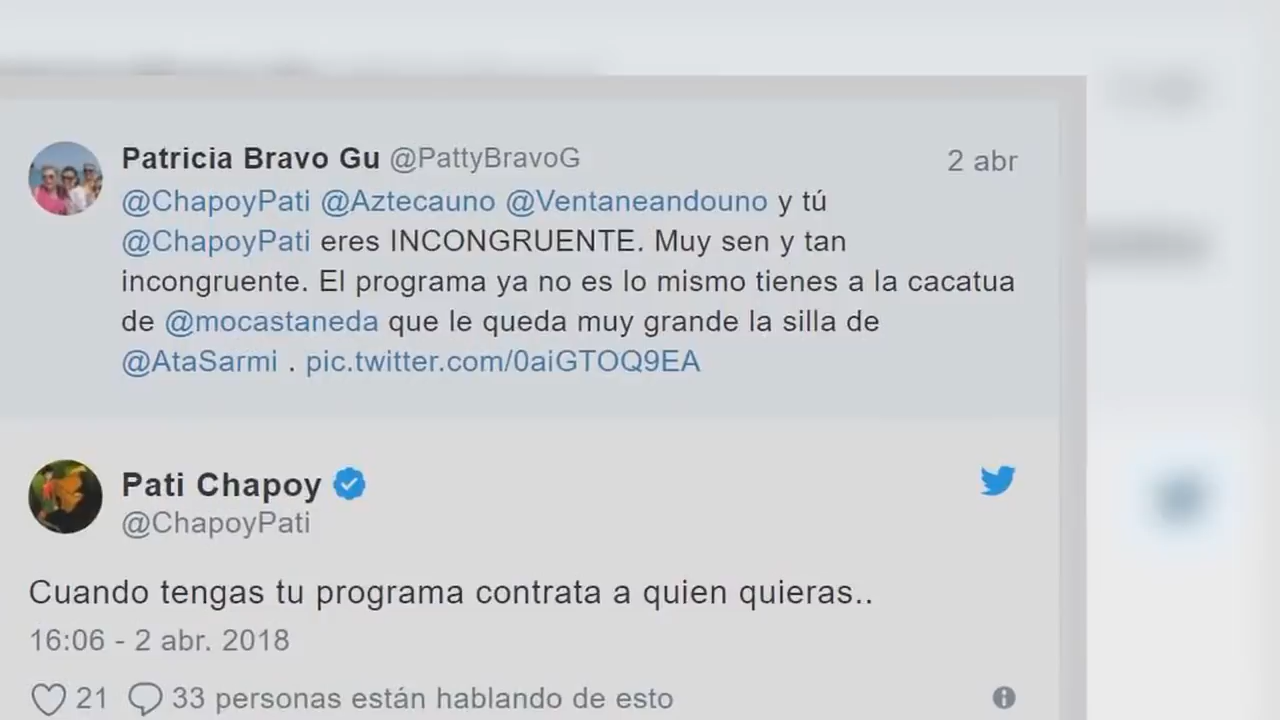 Patricia Bravo Gu @PattyBravoG 2 abr
@ChapoyPati @Aztecauno @Ventaneandouno y tú
@ChapoyPati eres INCONGRUENTE. Muy sen y tan
incongruente. El programa ya no es lo mismo tienes a la cacatua
de @mocastaneda que le queda muy grande la silla de
@AtaSarmi . pic.twitter.com/0aiGTOQ9EA
Pati Chapoy
@ChapoyPati
Cuando tengas tu programa contrata a quien quieras..
16:06 - 2 abr. 2018
21 33 personas están hablando de esto